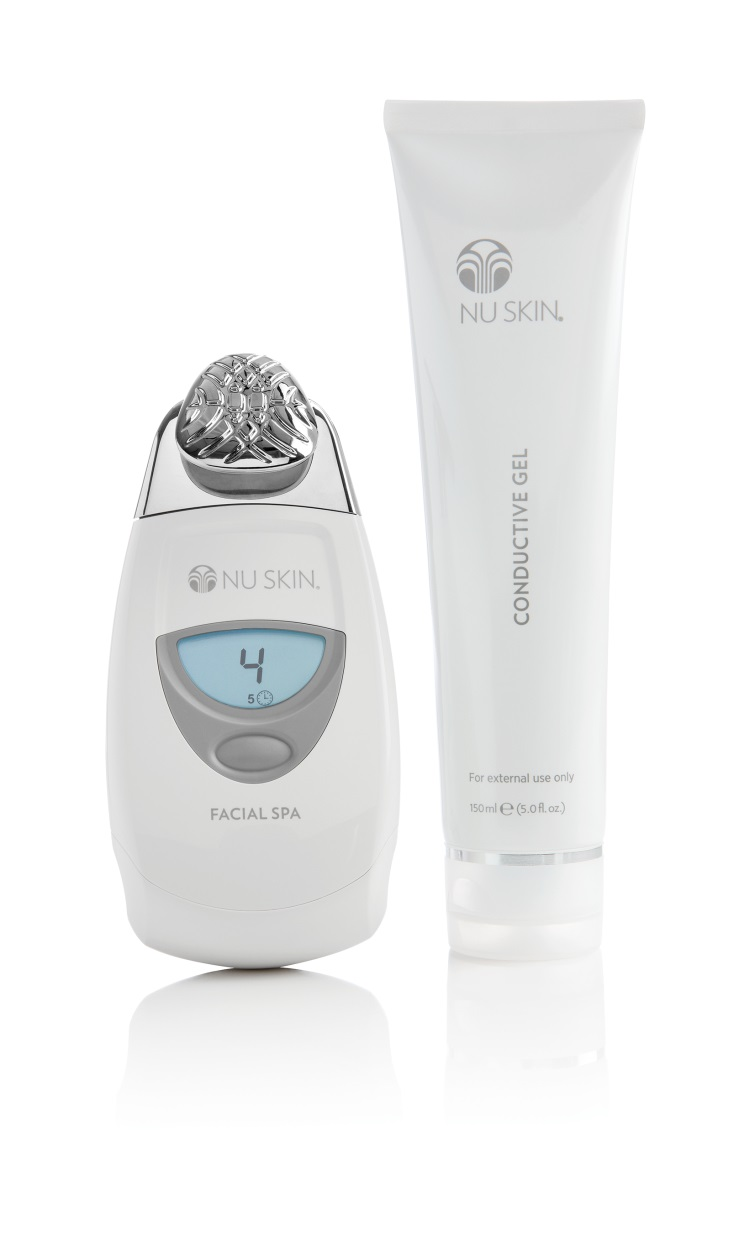 NU SKIN®
CONDUCTIVE GEL
For external use only
150 ml ℮ (5.0 fl. oz.)
NU SKIN®
4
5
FACIAL SPA